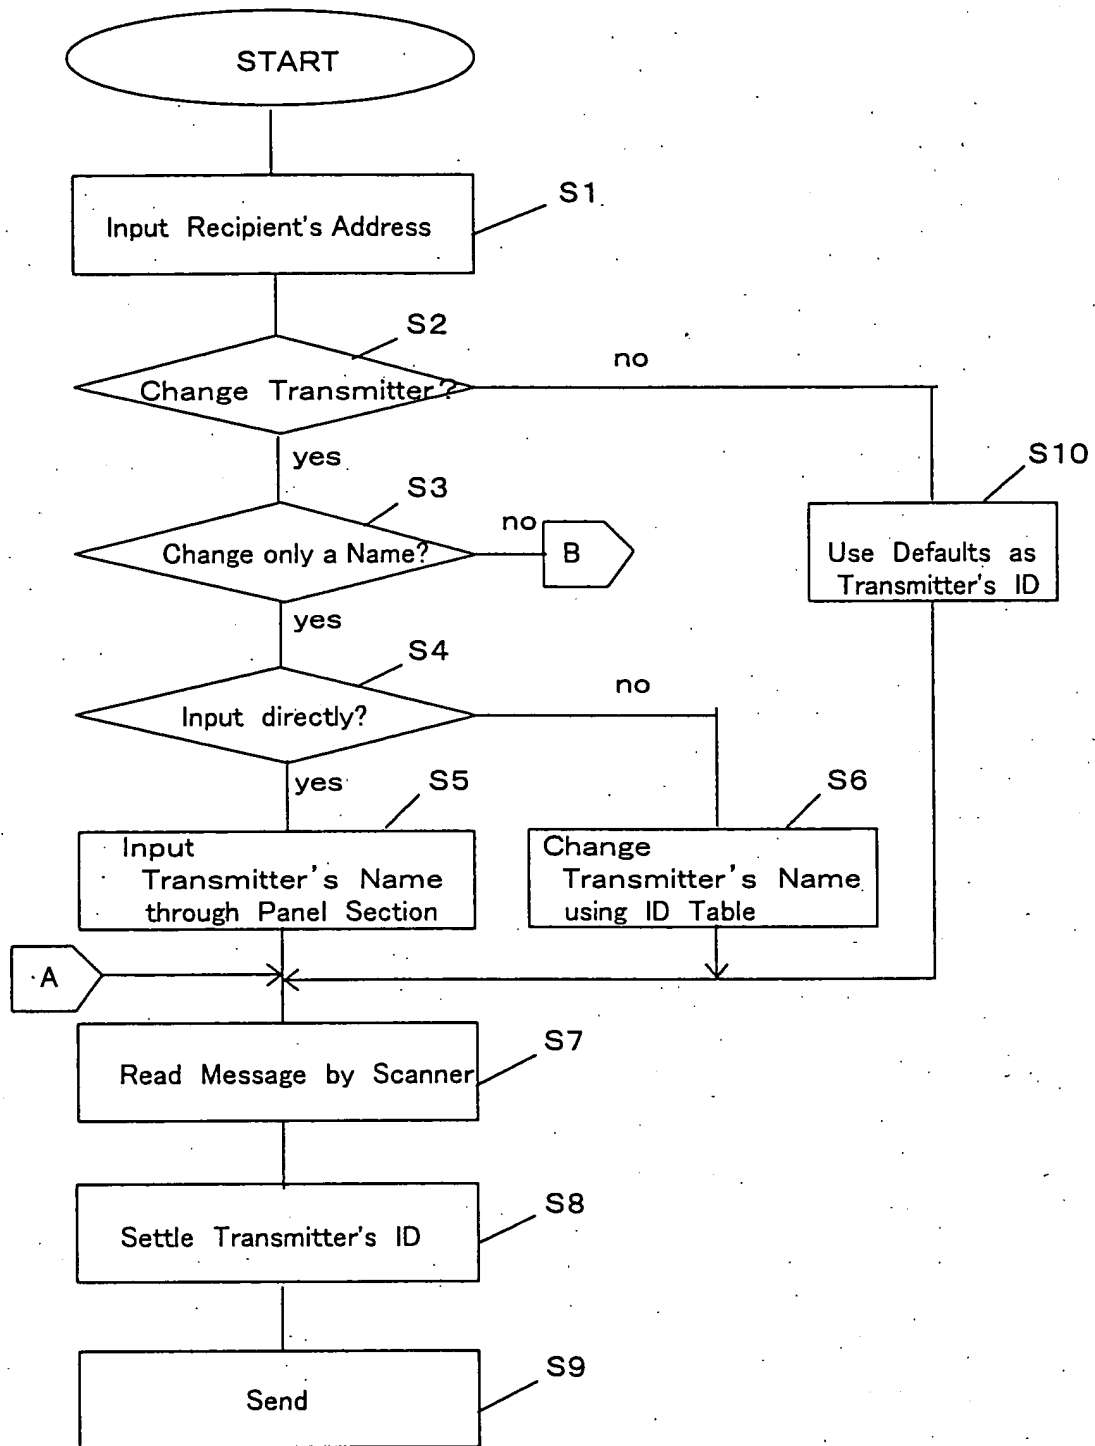 START
S1
Input Recipient's Address
S2
no
Change Transmitter?
yes
S10
S3
no
Change only a Name?
B
Use Defaults as
Transmitter's ID
yes
S4
no
Input directly?
yes
S5
S6
Input
Transmitter's Name
through Panel Section
Change
Transmitter's Name
using ID Table
A
S7
Read Message by Scanner
S8
Settle Transmitter's ID
S9
Send